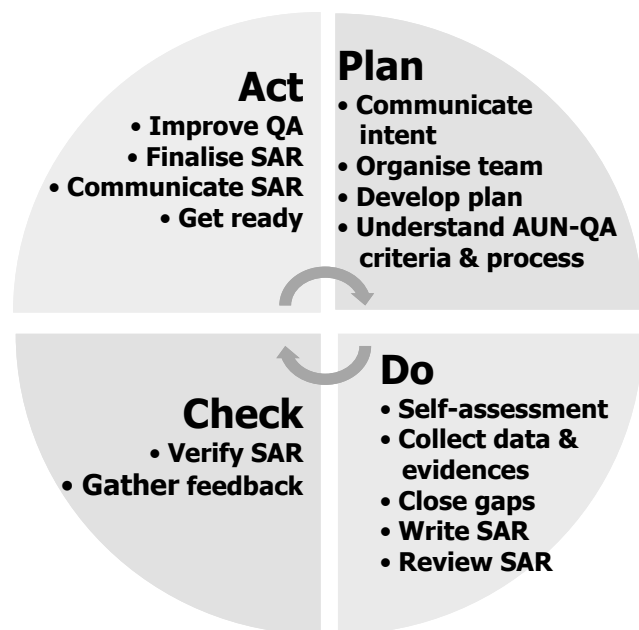 Act
• Improve QA
• Finalise SAR
• Communicate SAR
• Get ready
Plan
• Communicate
intent
• Organise team
• Develop plan
• Understand AUN-QA
criteria & process
Check
• Verify SAR
• Gather feedback
Do
• Self-assessment
• Collect data &
evidences
• Close gaps
• Write SAR
• Review SAR